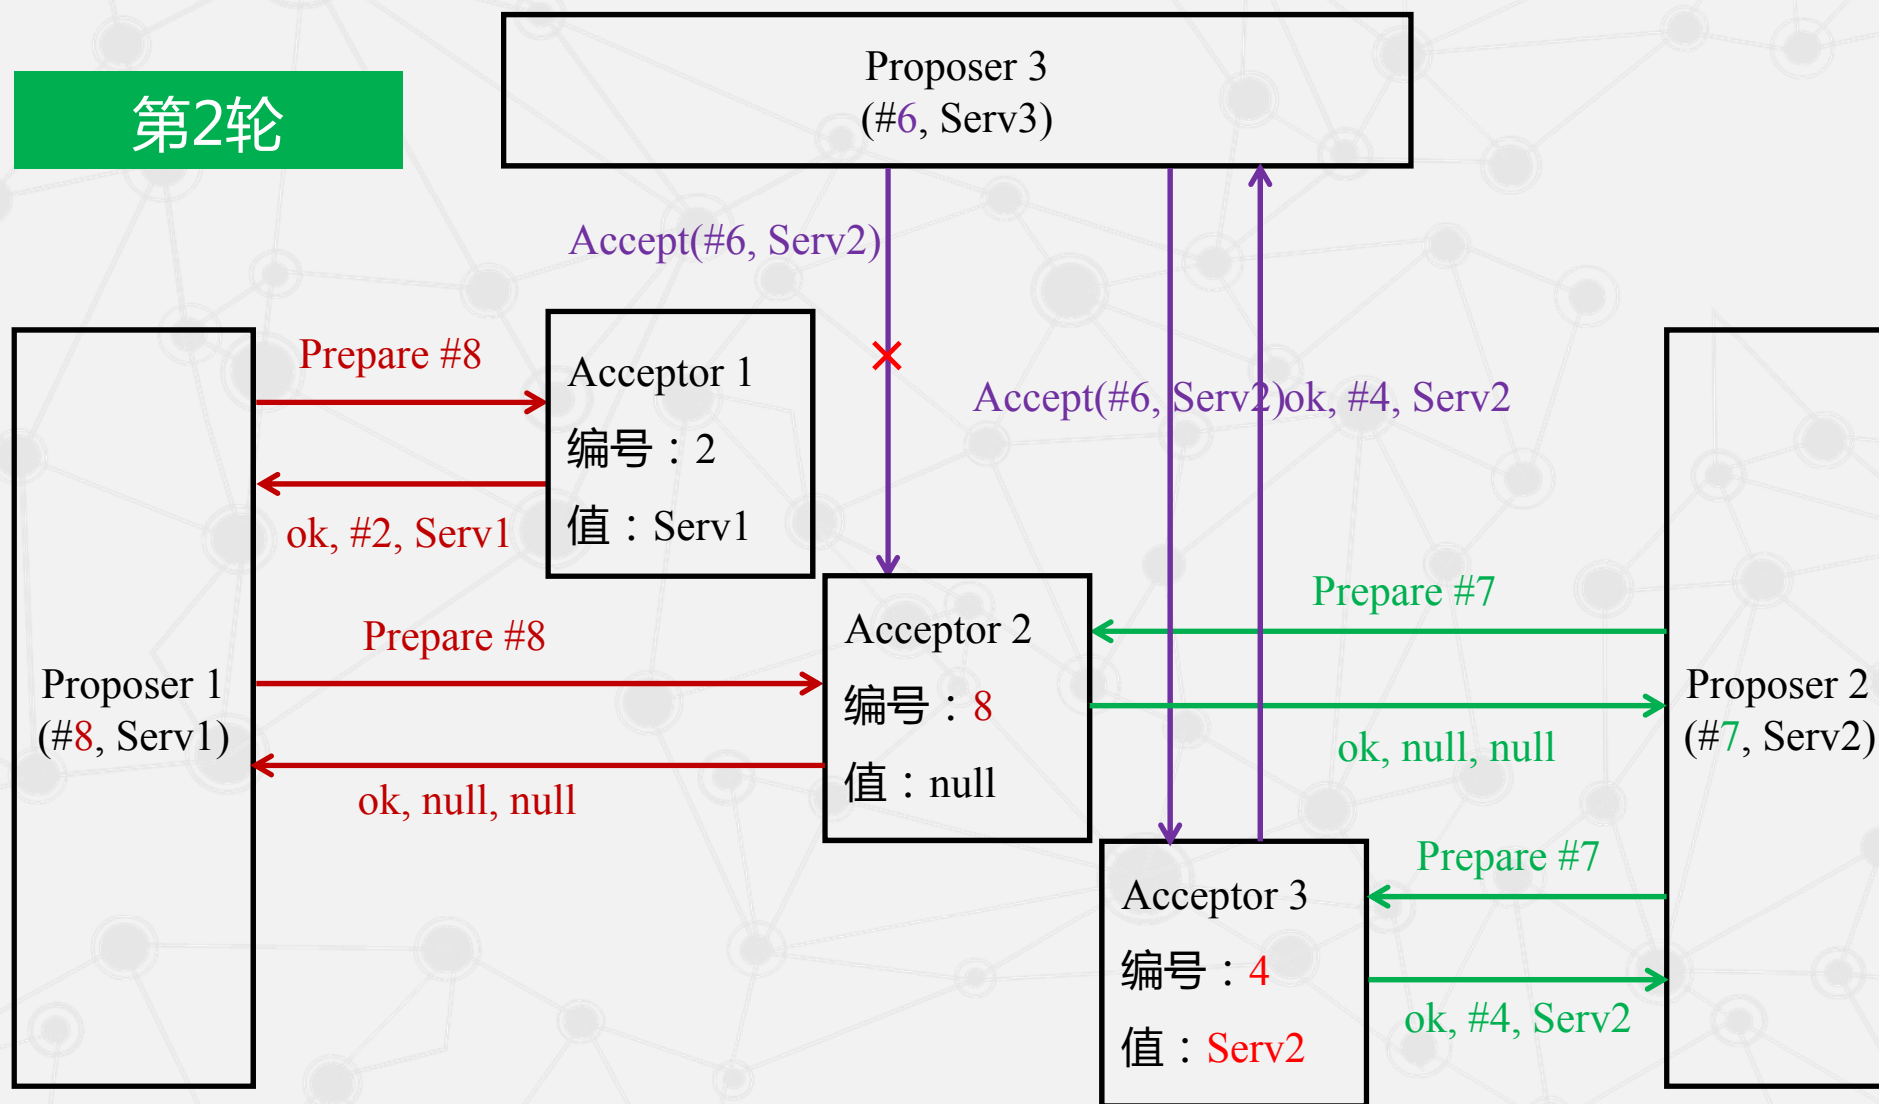 第2轮
Proposer 3
(#6, Serv3)
Accept(#6, Serv2)
Accept(#6, Serv2)
ok, #4, Serv2
Prepare #8
ok, #2, Serv1
Acceptor 1
编号：2
值：Serv1
Prepare #8
ok, null, null
Proposer 1
(#8, Serv1)
Acceptor 2
编号：8
值：null
Prepare #7
ok, null, null
Proposer 2
(#7, Serv2)
Acceptor 3
编号：4
值：Serv2
Prepare #7
ok, #4, Serv2